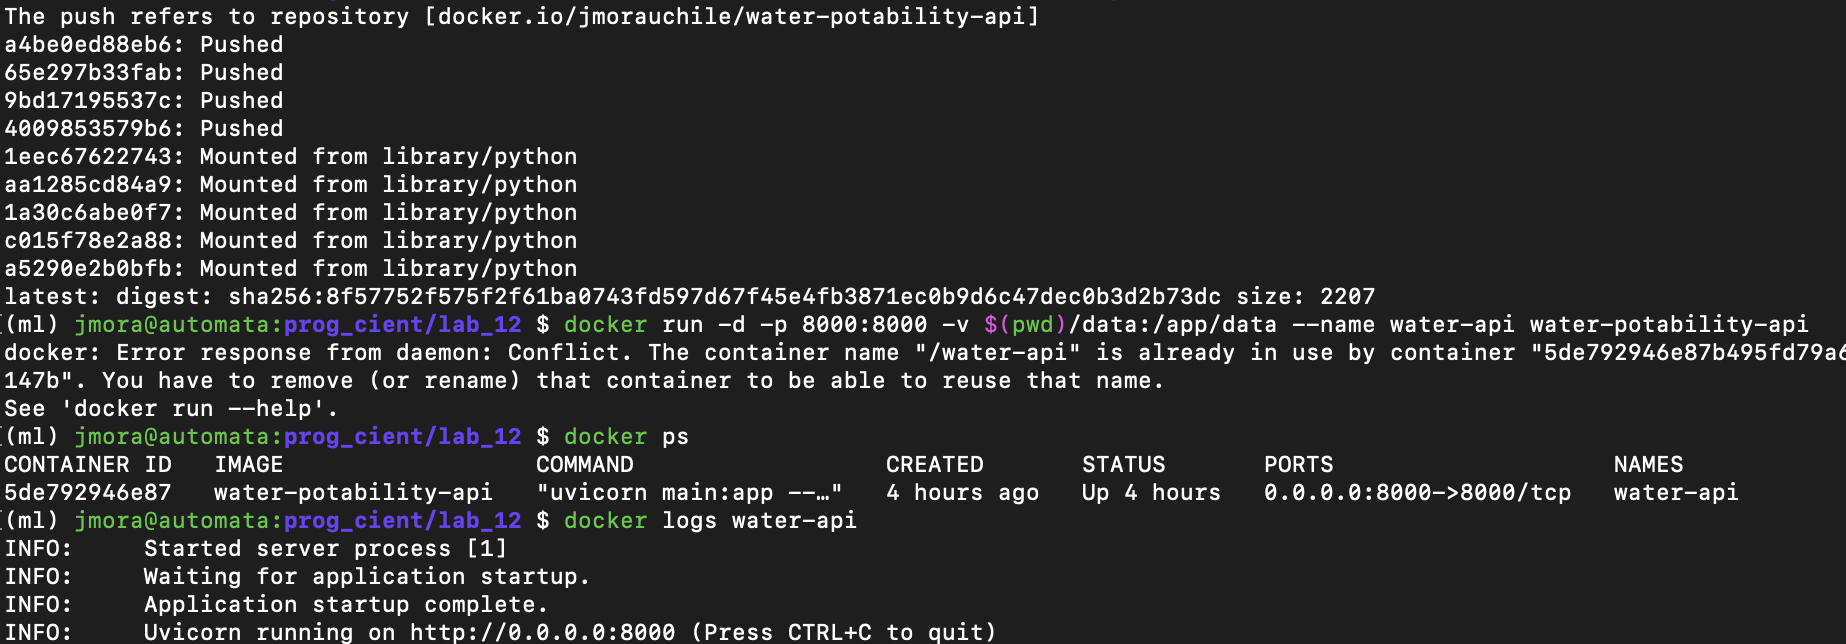 The push refers to repository [docker.io/jmorauchile/water-potability-api]
a4be0ed88eb6: Pushed
65e297b33fab: Pushed
9bd17195537c: Pushed
4009853579b6: Pushed
1eec67622743: Mounted from library/python
aa1285cd84a9: Mounted from library/python
1a30c6abe0f7: Mounted from library/python
c015f78e2a88: Mounted from library/python
a5290e2b0bfb: Mounted from library/python
latest: digest: sha256:8f57752f575f2f61ba0743fd597d67f45e4fb3871ec0b9d6c47dec0b3d2b73dc size: 2207
(ml) jmora@automata:prog_cient/lab_12 $ docker run -d -p 8000:8000 -v $(pwd)/data:/app/data --name water-api water-potability-api
docker: Error response from daemon: Conflict. The container name "/water-api" is already in use by container "5de792946e87b495fd79a6
147b". You have to remove (or rename) that container to be able to reuse that name.
See 'docker run --help'.
(ml) jmora@automata:prog_cient/lab_12 $ docker ps
CONTAINER ID   IMAGE                  COMMAND                  CREATED       STATUS       PORTS                    NAMES
5de792946e87   water-potability-api   "uvicorn main:app --…"   4 hours ago   Up 4 hours   0.0.0.0:8000->8000/tcp   water-api
(ml) jmora@automata:prog_cient/lab_12 $ docker logs water-api
INFO:     Started server process [1]
INFO:     Waiting for application startup.
INFO:     Application startup complete.
INFO:     Uvicorn running on http://0.0.0.0:8000 (Press CTRL+C to quit)